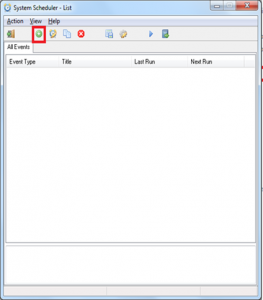 System Scheduler - List
Action View Help
All Events
Event Type Title Last Run Next Run